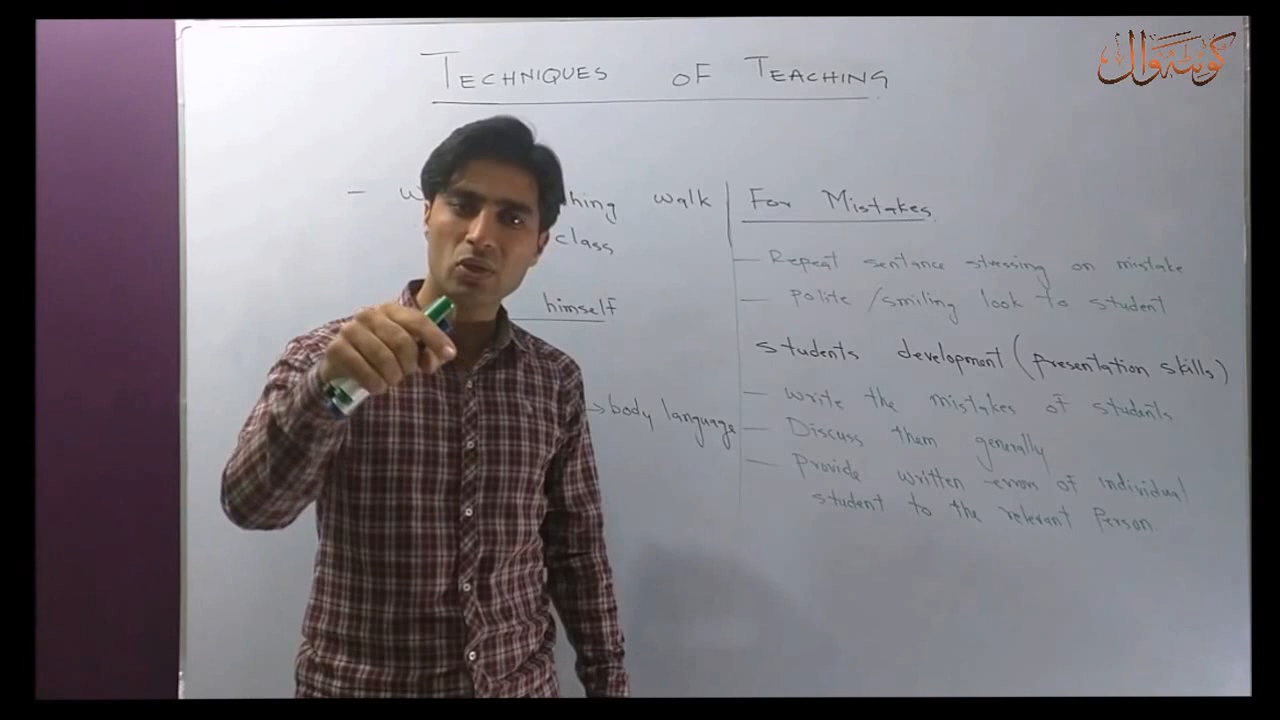 کوئٹہ وال
TECHNIQUES OF TEACHING
- walk
class
himself
→ body language
For Mistakes
- Repeat sentance stressing on mistake
- Polite / smiling look to student
students development (presentation skills)
- write the mistakes of students
- Discuss them generally
- Provide written error of individual
student to the relevant Person.